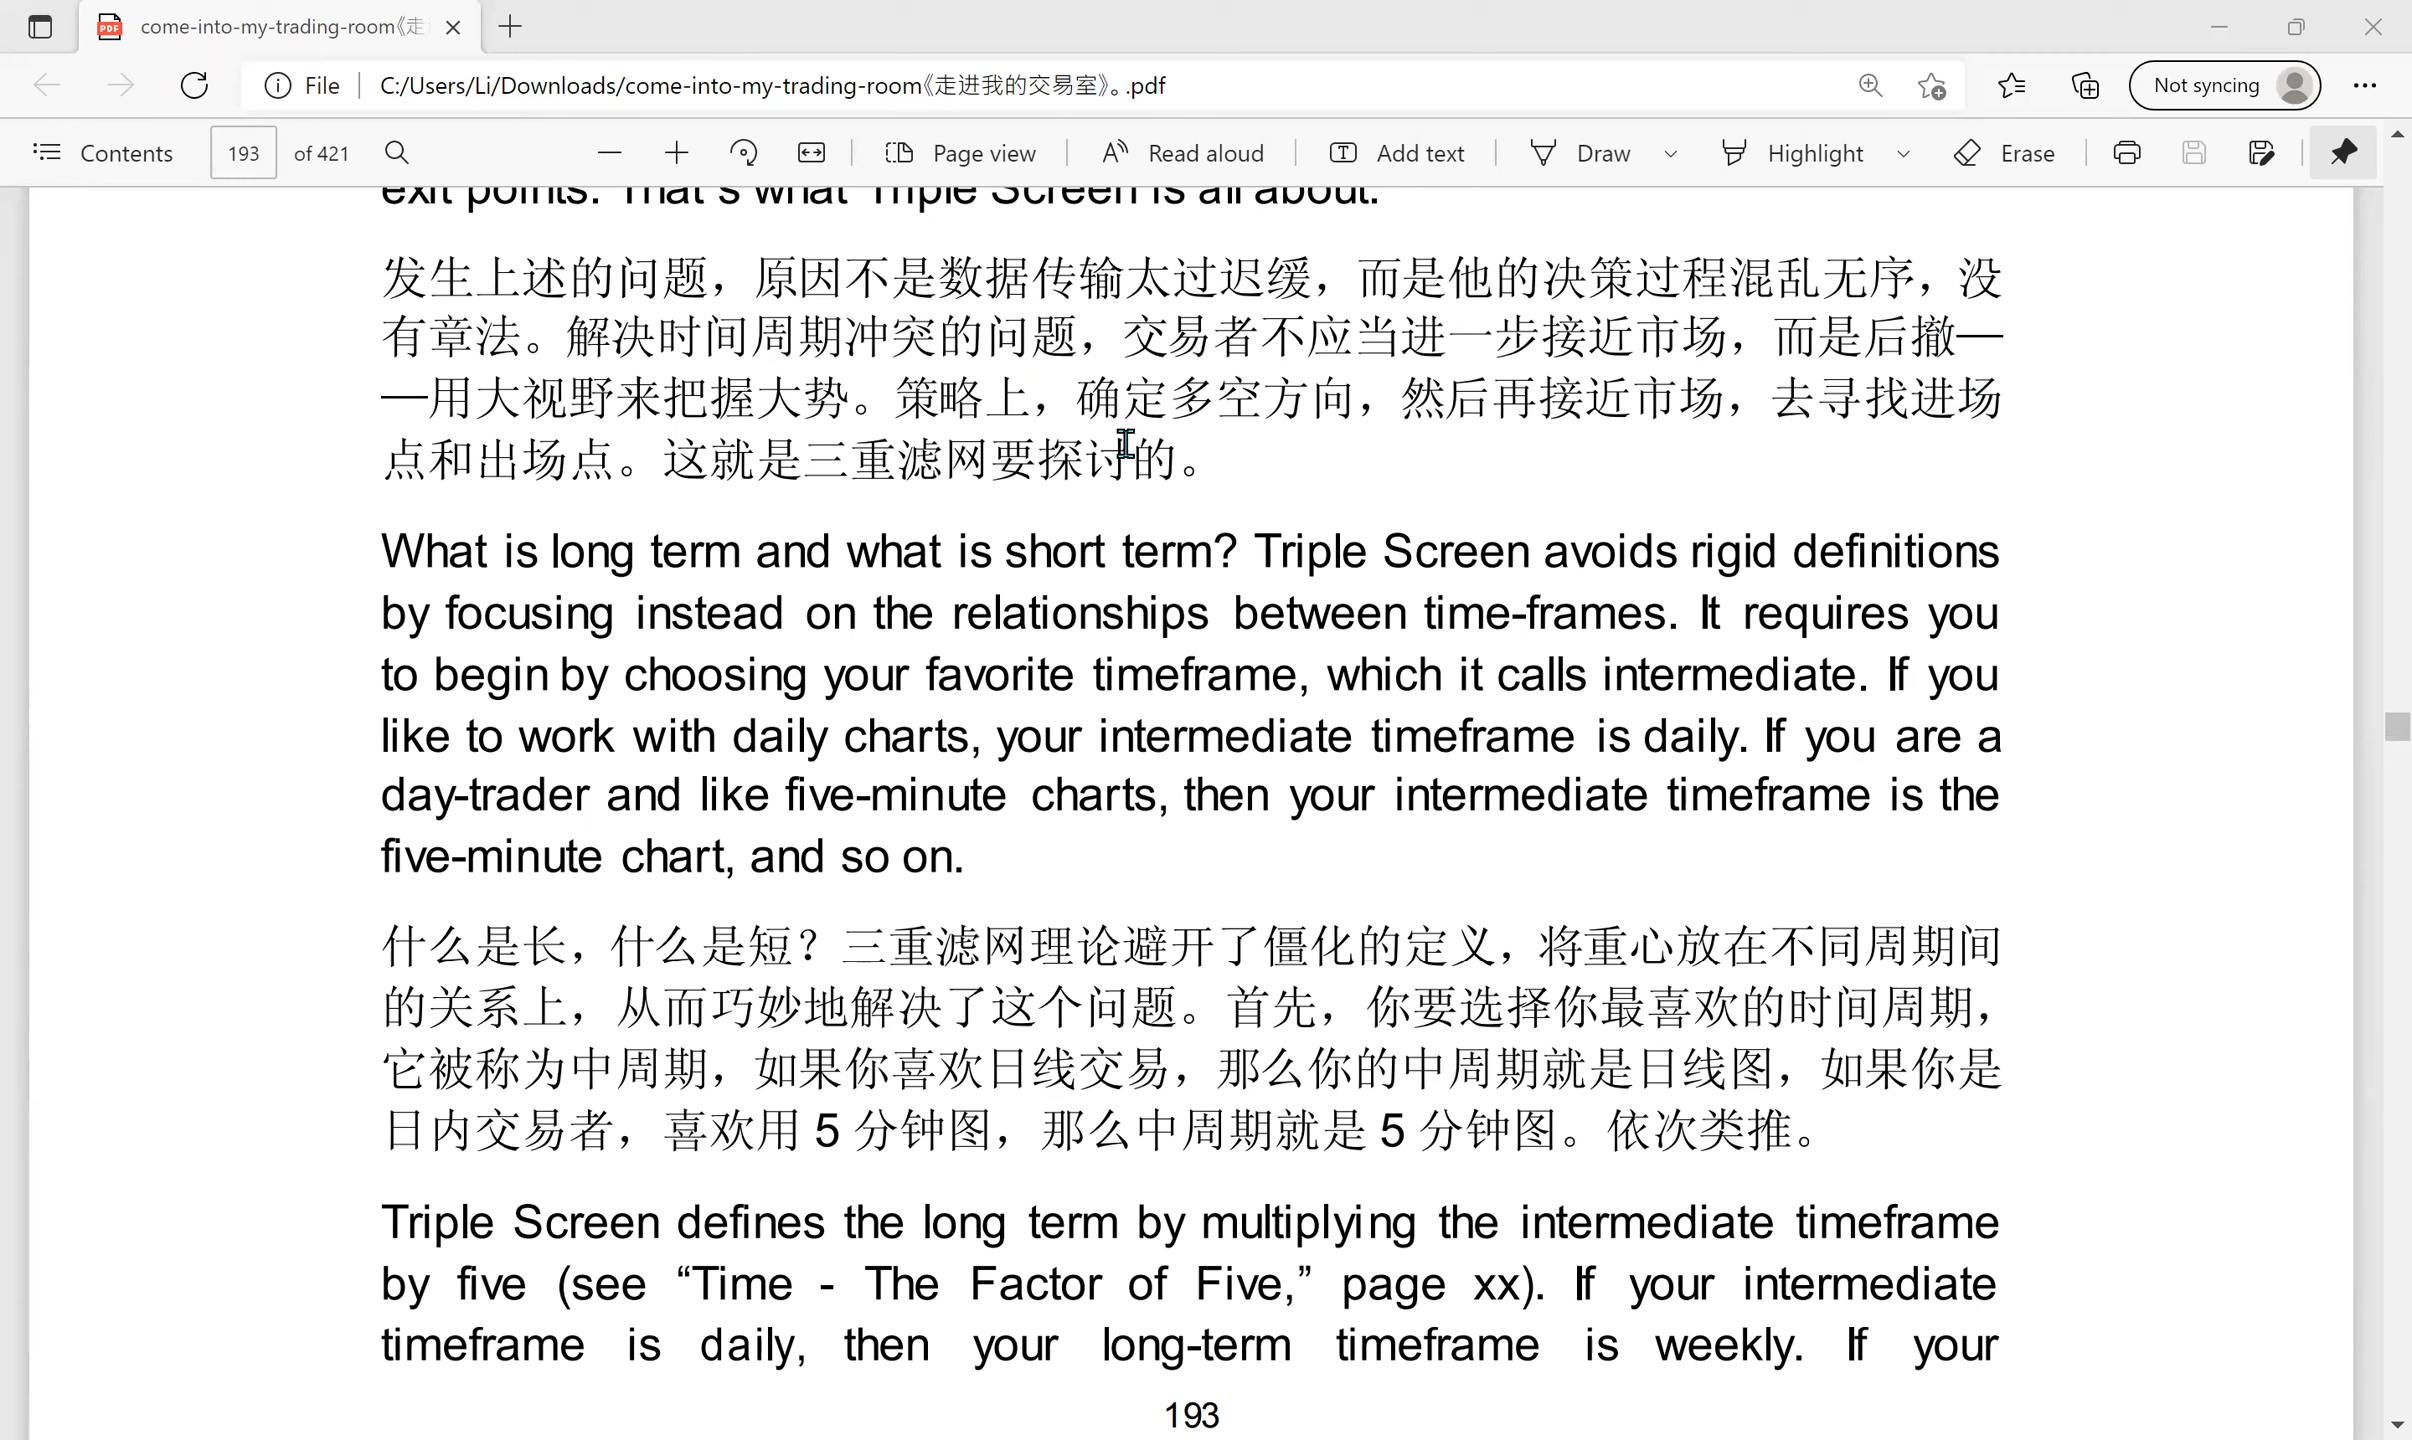 come-into-my-trading-room《走
File
C:/Users/Li/Downloads/come-into-my-trading-room《走进我的交易室》。.pdf
Not syncing
Contents
193
of 421
Page view
Read aloud
Add text
Draw
Highlight
Erase
exit points. That's what Triple Screen is all about.
发生上述的问题，原因不是数据传输太过迟缓，而是他的决策过程混乱无序，没
有章法。解决时间周期冲突的问题，交易者不应当进一步接近市场，而是后撤—
—用大视野来把握大势。策略上，确定多空方向，然后再接近市场，去寻找进场
点和出场点。这就是三重滤网要探讨的。
What is long term and what is short term? Triple Screen avoids rigid definitions
by focusing instead on the relationships between time-frames. It requires you
to begin by choosing your favorite timeframe, which it calls intermediate. If you
like to work with daily charts, your intermediate timeframe is daily. If you are a
day-trader and like five-minute charts, then your intermediate timeframe is the
five-minute chart, and so on.
什么是长，什么是短？三重滤网理论避开了僵化的定义，将重心放在不同周期间
的关系上，从而巧妙地解决了这个问题。首先，你要选择你最喜欢的时间周期，
它被称为中周期，如果你喜欢日线交易，那么你的中周期就是日线图，如果你是
日内交易者，喜欢用 5 分钟图，那么中周期就是 5 分钟图。依次类推。
Triple Screen defines the long term by multiplying the intermediate timeframe
by five (see “Time - The Factor of Five,” page xx). If your intermediate
timeframe is daily, then your long-term timeframe is weekly. If your
193